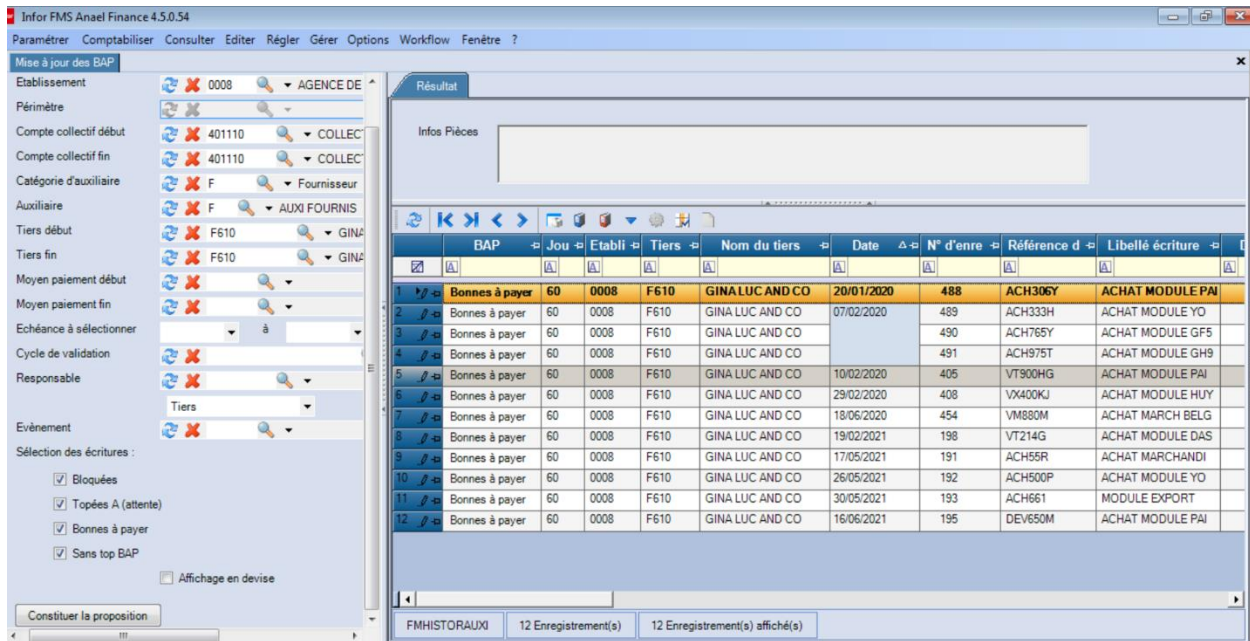 Infor FMS Anael Finance 4.5.0.54
Paramétrer Comptabiliser Consulter Editer Régler Gérer Options Workflow Fenêtre ?
Mise à jour des BAP
Etablissement 0008 AGENCE DE
Périmètre
Compte collectif début 401110 COLLECT
Compte collectif fin 401110 COLLECT
Catégorie d'auxiliaire F Fournisseur
Auxiliaire F AUXI FOURNIS
Tiers début F610 GINA
Tiers fin F610 GINA
Moyen paiement début
Moyen paiement fin
Echéance à sélectionner à
Cycle de validation
Responsable
Tiers
Evènement
Sélection des écritures :
Bloquées
Topées A (attente)
Bonnes à payer
Sans top BAP
Affichage en devise
Constituer la proposition
Résultat
Infos Pièces
BAP Jou Etabli Tiers Nom du tiers Date N° d'enre Référence d Libellé écriture D
1 Bonnes à payer 60 0008 F610 GINA LUC AND CO 20/01/2020 488 ACH306Y ACHAT MODULE PAI
2 Bonnes à payer 60 0008 F610 GINA LUC AND CO 07/02/2020 489 ACH333H ACHAT MODULE YO
3 Bonnes à payer 60 0008 F610 GINA LUC AND CO 490 ACH765Y ACHAT MODULE GF5
4 Bonnes à payer 60 0008 F610 GINA LUC AND CO 491 ACH975T ACHAT MODULE GH9
5 Bonnes à payer 60 0008 F610 GINA LUC AND CO 10/02/2020 405 VT900HG ACHAT MODULE PAI
6 Bonnes à payer 60 0008 F610 GINA LUC AND CO 29/02/2020 408 VX400KJ ACHAT MODULE HUY
7 Bonnes à payer 60 0008 F610 GINA LUC AND CO 18/06/2020 454 VM880M ACHAT MARCH BELG
8 Bonnes à payer 60 0008 F610 GINA LUC AND CO 19/02/2021 198 VT214G ACHAT MODULE DAS
9 Bonnes à payer 60 0008 F610 GINA LUC AND CO 17/05/2021 191 ACH55R ACHAT MARCHANDI
10 Bonnes à payer 60 0008 F610 GINA LUC AND CO 26/05/2021 192 ACH500P ACHAT MODULE YO
11 Bonnes à payer 60 0008 F610 GINA LUC AND CO 30/05/2021 193 ACH661 MODULE EXPORT
12 Bonnes à payer 60 0008 F610 GINA LUC AND CO 16/06/2021 195 DEV650M ACHAT MODULE PAI
FMHISTORAUXI 12 Enregistrement(s) 12 Enregistrement(s) affiché(s)